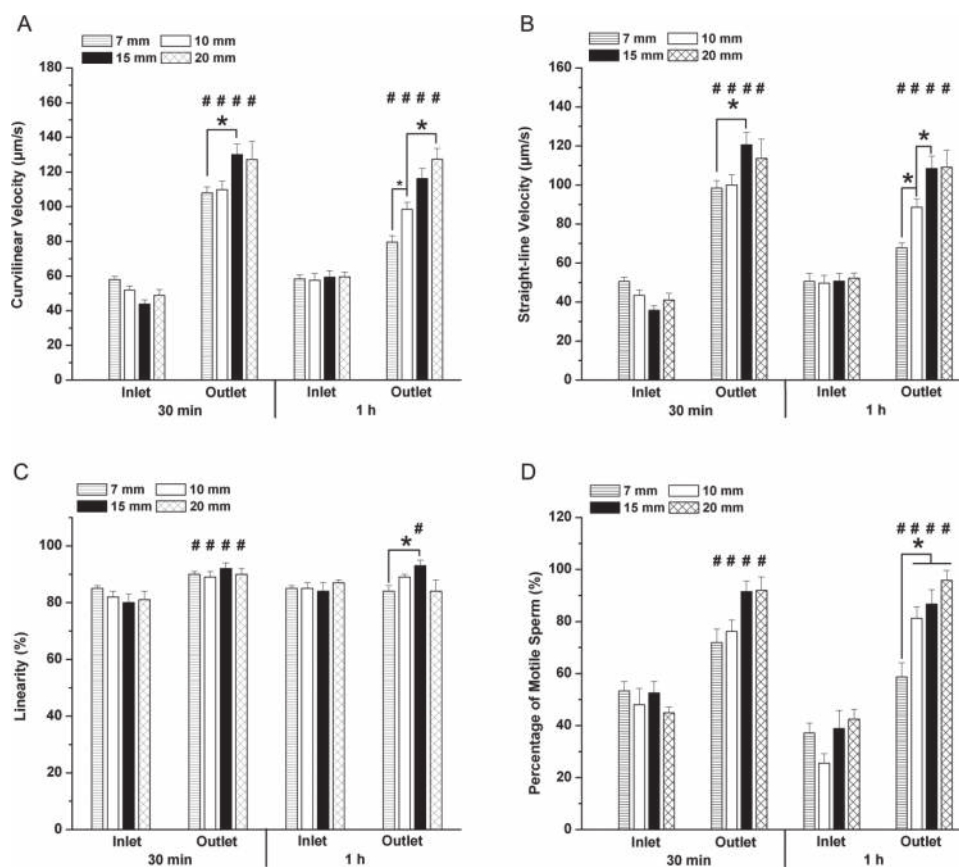 A
7 mm 10 mm
15 mm 20 mm
Curvilinear Velocity (µm/s)
180
160
140
120
100
80
60
40
20
0
# # # #
*
# # # #
*
*
Inlet Outlet Inlet Outlet
30 min 1 h
B
7 mm 10 mm
15 mm 20 mm
Straight-line Velocity (µm/s)
160
140
120
100
80
60
40
20
0
# # # #
*
# # # #
*
*
Inlet Outlet Inlet Outlet
30 min 1 h
C
7 mm 10 mm
15 mm 20 mm
Linearity (%)
100
80
60
40
20
0
# # # #
#
*
Inlet Outlet Inlet Outlet
30 min 1 h
D
7 mm 10 mm
15 mm 20 mm
Percentage of Motile Sperm (%)
120
100
80
60
40
20
0
# # # #
# # # #
*
Inlet Outlet Inlet Outlet
30 min 1 h